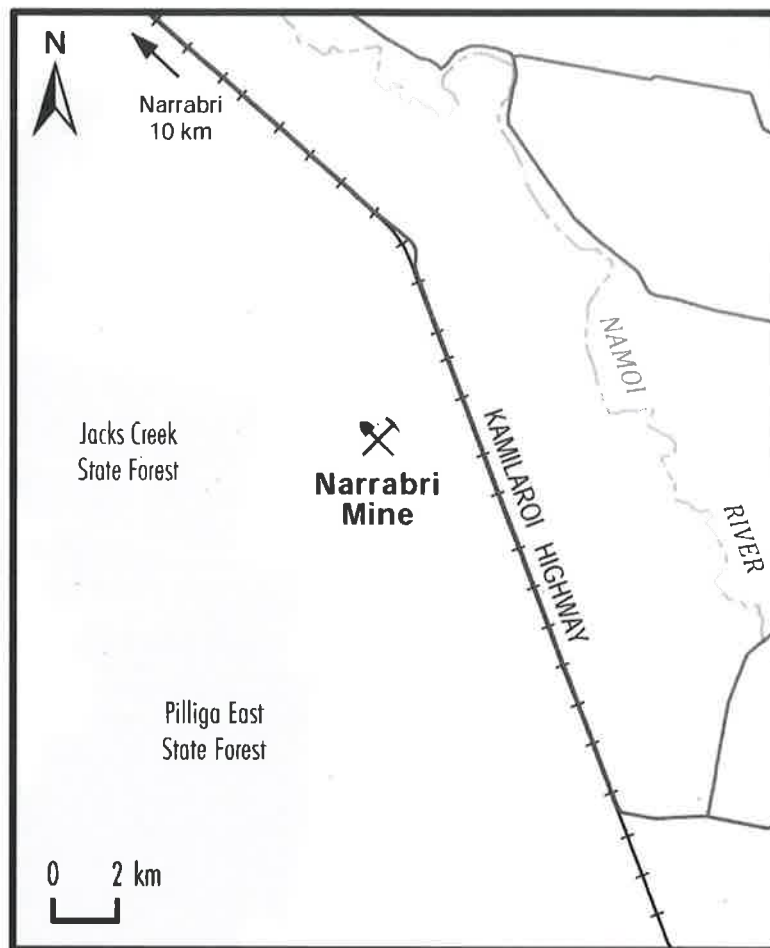 N
Narrabri
10 km
NAMOI
Jacks Creek
State Forest
Narrabri
Mine
KAMILAROI HIGHWAY
RIVER
Pilliga East
State Forest
0 2 km